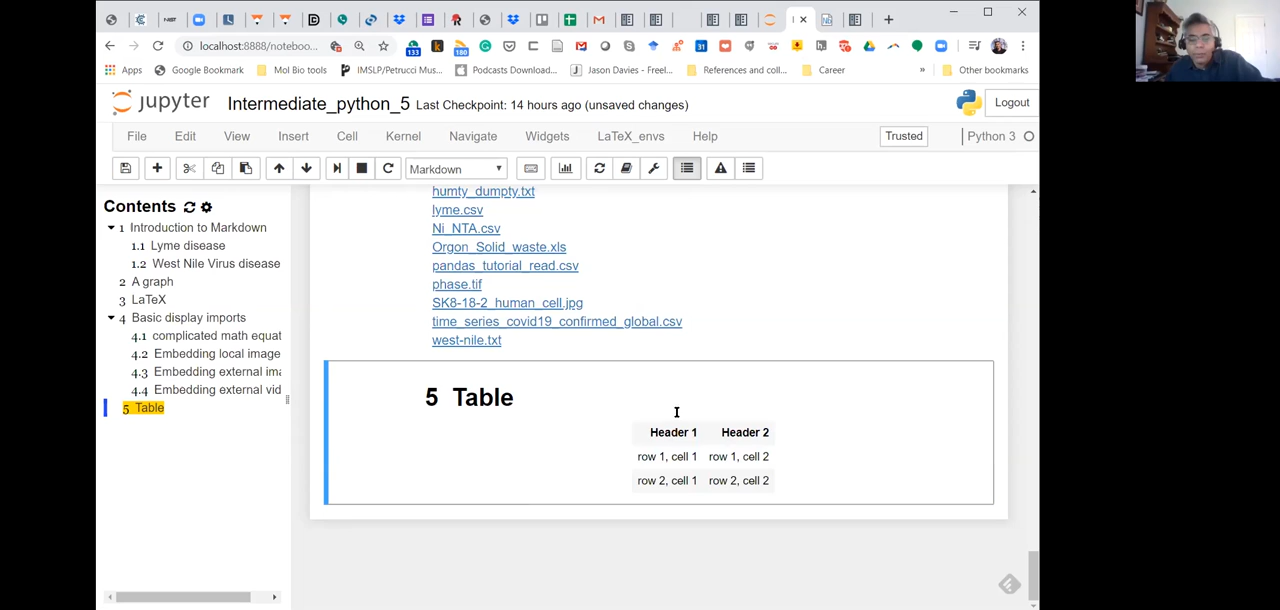 localhost:8888/noteboo...
133
180
31
Apps
Google Bookmark
Mol Bio tools
IMSLP/Petrucci Mus...
Podcasts Download...
Jason Davies - Freel...
References and coll...
Career
»
Other bookmarks
jupyter
Intermediate_python_5
Last Checkpoint: 14 hours ago (unsaved changes)
Logout
File
Edit
View
Insert
Cell
Kernel
Navigate
Widgets
LaTeX_envs
Help
Trusted
Python 3
Markdown
Contents
1 Introduction to Markdown
1.1 Lyme disease
1.2 West Nile Virus disease
2 A graph
3 LaTeX
4 Basic display imports
4.1 complicated math equat
4.2 Embedding local image
4.3 Embedding external ima
4.4 Embedding external vid
5 Table
humty_dumpty.txt
lyme.csv
Ni_NTA.csv
Orgon_Solid_waste.xls
pandas_tutorial_read.csv
phase.tif
SK8-18-2_human_cell.jpg
time_series_covid19_confirmed_global.csv
west-nile.txt
5 Table
Header 1 Header 2
row 1, cell 1 row 1, cell 2
row 2, cell 1 row 2, cell 2